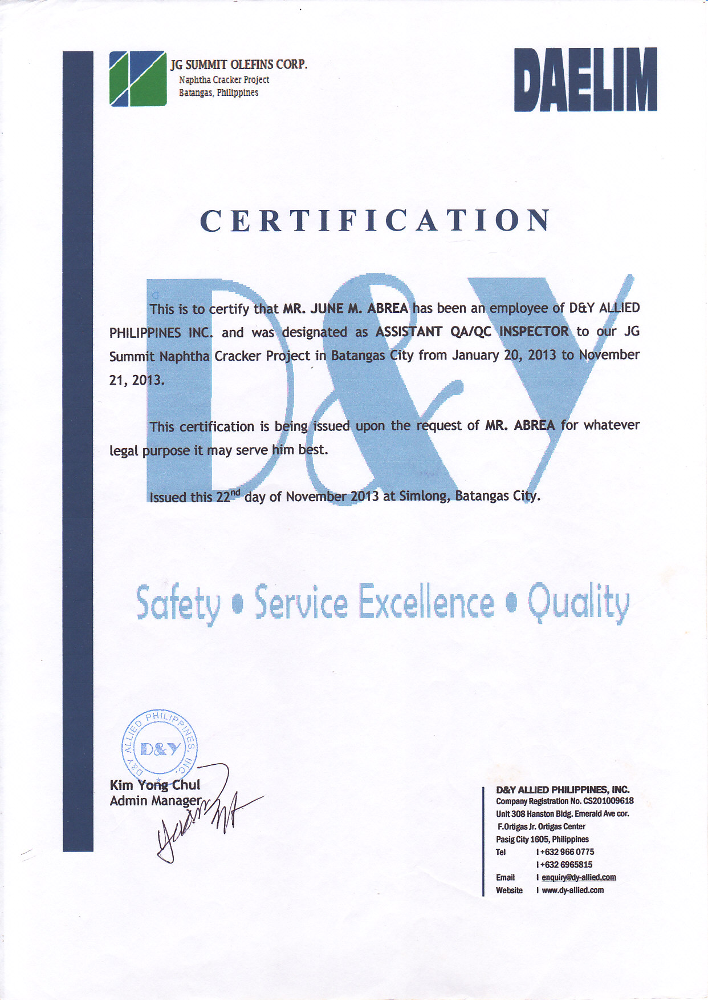 JG SUMMIT OLEFINS CORP.
Naphtha Cracker Project
Batangas, Philippines
DAELIM
CERTIFICATION
D&Y
This is to certify that MR. JUNE M. ABREA has been an employee of D&Y ALLIED
PHILIPPINES INC. and was designated as ASSISTANT QA/QC INSPECTOR to our JG
Summit Naphtha Cracker Project in Batangas City from January 20, 2013 to November
21, 2013.
This certification is being issued upon the request of MR. ABREA for whatever
legal purpose it may serve him best.
Issued this 22nd day of November 2013 at Simlong, Batangas City.
Safety • Service Excellence • Quality
D&Y ALLIED PHILIPPINES, INC.
D&Y
Kim Yong Chul
Admin Manager
D&Y ALLIED PHILIPPINES, INC.
Company Registration No. CS201009618
Unit 308 Hanston Bldg. Emerald Ave cor.
F.Ortigas Jr. Ortigas Center
Pasig City 1605, Philippines
Tel I +632 966 0775
I +632 6965815
Email I enquiry@dy-allied.com
Website I www.dy-allied.com